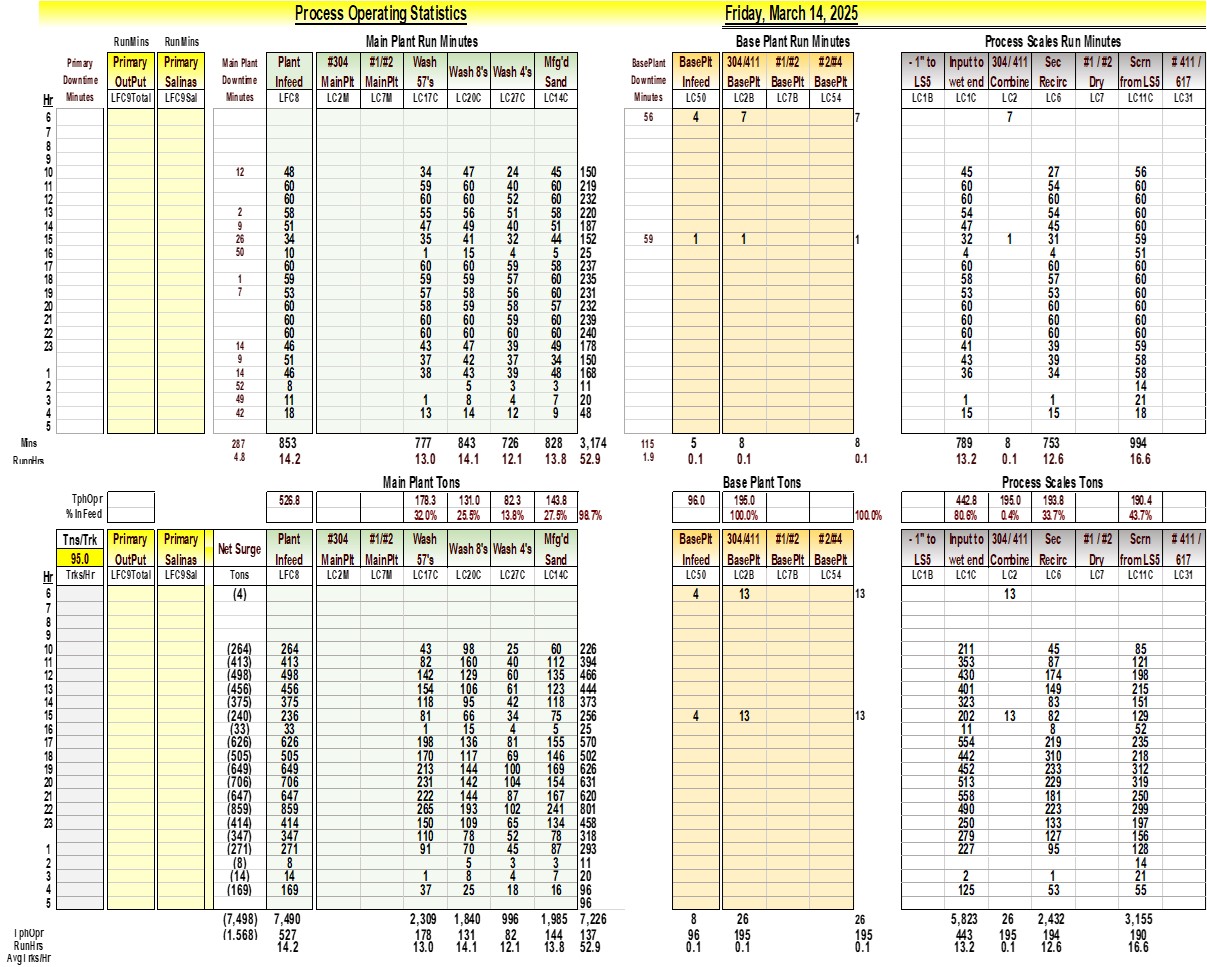 Process Operating Statistics Friday, March 14, 2025
RunMins RunMins Main Plant Run Minutes Base Plant Run Minutes Process Scales Run Minutes
Primary Primary Primary Main Plant Plant #304 #1/#2 Wash Wash 8's Wash 4's Mfg'd BasePlant BasePlt 304/411 #1/#2 #2/#4 - 1" to Input to 304/ 411 Sec #1 / #2 Scrn # 411 /
Downtime OutPut Salinas Downtime Infeed MainPlt MainPlt 57's Sand Downtime Infeed BasePlt BasePlt BasePlt LS5 wet end Combine Recirc Dry from LS5 617
Hr Minutes LFC9Total LFC9Sal Minutes LFC8 LC2M LC7M LC17C LC20C LC27C LC14C Minutes LC50 LC2B LC7B LC54 LC1B LC1C LC2 LC6 LC7 LC11C LC31
6 56 4 7 7 7
7
8
9
10 12 48 34 47 24 45 150 45 27 56
11 60 59 60 40 60 219 60 54 60
12 60 60 60 52 60 232 60 60 60
13 2 58 55 56 51 58 220 54 54 60
14 9 51 47 49 40 51 187 47 45 60
15 26 34 35 41 32 44 152 59 1 1 1 32 1 31 59
16 50 10 1 15 4 5 25 4 4 51
17 60 60 60 59 58 237 60 60 60
18 1 59 59 59 57 60 235 58 57 60
19 7 53 57 58 56 60 231 53 53 60
20 60 58 59 58 57 232 60 60 60
21 60 60 60 59 60 239 60 60 60
22 60 60 60 60 60 240 60 60 60
23 14 46 43 47 39 49 178 41 39 59
9 51 37 42 37 34 150 43 39 58
1 14 46 38 43 39 48 168 36 34 58
2 52 8 5 3 3 11 14
3 49 11 1 8 4 7 20 1 1 21
4 42 18 13 14 12 9 48 15 15 18
5
Mins 287 853 777 843 726 828 3,174 115 5 8 8 789 8 753 994
RunnHrs 4.8 14.2 13.0 14.1 12.1 13.8 52.9 1.9 0.1 0.1 0.1 13.2 0.1 12.6 16.6
Main Plant Tons Base Plant Tons Process Scales Tons
TphOpr 526.8 178.3 131.0 82.3 143.8 96.0 195.0 442.8 195.0 193.8 190.4
% InFeed 32.0% 25.5% 13.8% 27.5% 98.7% 100.0% 100.0% 80.6% 0.4% 33.7% 43.7%
Tns/Trk Primary Primary Net Surge Plant #304 #1/#2 Wash Wash 8's Wash 4's Mfg'd BasePlt 304/411 #1/#2 #2/#4 - 1" to Input to 304/ 411 Sec #1 / #2 Scrn # 411 /
95.0 OutPut Salinas Infeed MainPlt MainPlt 57's Sand Infeed BasePlt BasePlt BasePlt LS5 wet end Combine Recirc Dry from LS5 617
Hr Trks/Hr LFC9Total LFC9Sal Tons LFC8 LC2M LC7M LC17C LC20C LC27C LC14C LC50 LC2B LC7B LC54 LC1B LC1C LC2 LC6 LC7 LC11C LC31
6 (4) 4 13 13 13
7
8
9
10 (264) 264 43 98 25 60 226 211 45 85
11 (413) 413 82 160 40 112 394 353 87 121
12 (498) 498 142 129 60 135 466 430 174 198
13 (456) 456 154 106 61 123 444 401 149 215
14 (375) 375 118 95 42 118 373 323 83 151
15 (240) 236 81 66 34 75 256 4 13 13 202 13 82 129
16 (33) 33 1 15 4 5 25 11 8 52
17 (626) 626 198 136 81 155 570 554 219 235
18 (505) 505 170 117 69 146 502 442 310 218
19 (649) 649 213 144 100 169 626 452 233 312
20 (706) 706 231 142 104 154 631 513 229 319
21 (647) 647 222 144 87 167 620 558 181 250
22 (859) 859 265 193 102 241 801 490 223 299
23 (414) 414 150 109 65 134 458 250 133 197
(347) 347 110 78 52 78 318 279 127 156
1 (271) 271 91 70 45 87 293 227 95 128
2 (8) 8 5 3 3 11 14
3 (14) 14 1 8 4 7 20 2 1 21
4 (169) 169 37 25 18 16 96 125 53 55
5 96
(7,498) 7,490 2,309 1,840 996 1,985 7,226 8 26 26 5,823 26 2,432 3,155
TphOpr (1,568) 527 178 131 82 144 137 96 195 195 443 195 194 190
RunHrs 14.2 13.0 14.1 12.1 13.8 52.9 0.1 0.1 0.1 13.2 0.1 12.6 16.6
AvgTrks/Hr